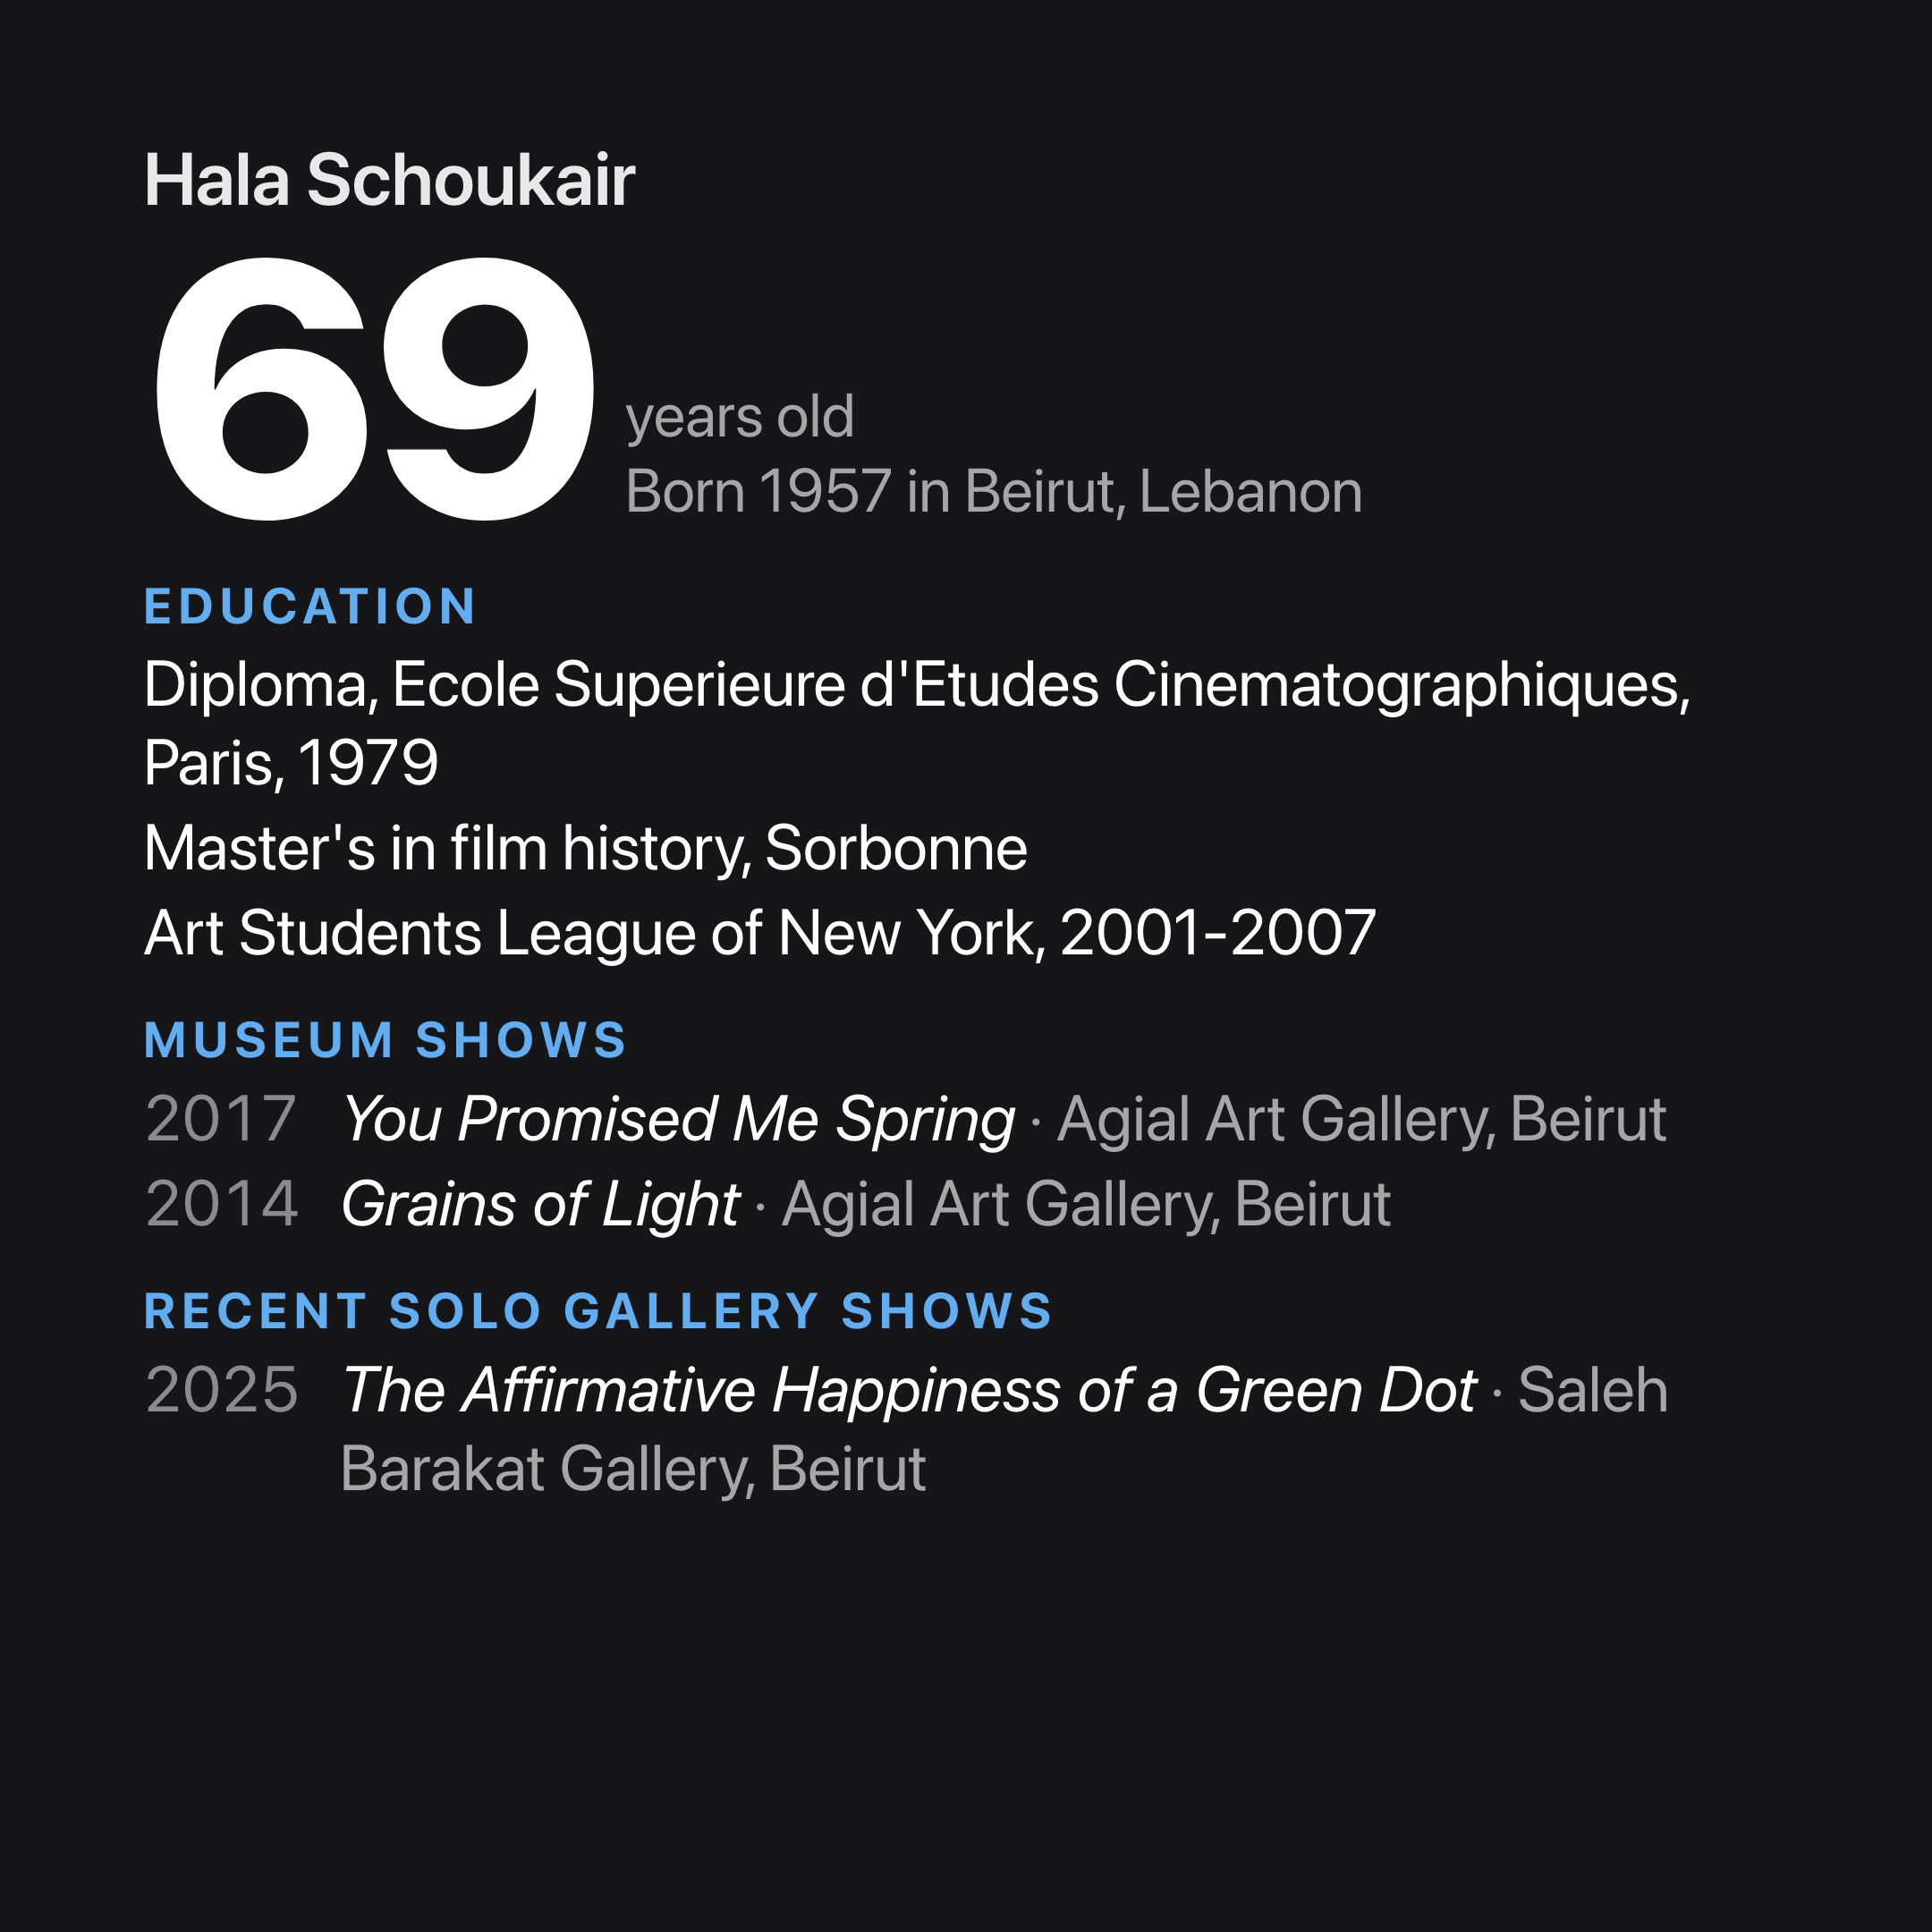 Hala Schoukair
69
years old
Born 1957 in Beirut, Lebanon
EDUCATION
Diploma, Ecole Superieure d'Etudes Cinematographiques,
Paris, 1979
Master's in film history, Sorbonne
Art Students League of New York, 2001-2007
MUSEUM SHOWS
2017 You Promised Me Spring · Agial Art Gallery, Beirut
2014 Grains of Light · Agial Art Gallery, Beirut
RECENT SOLO GALLERY SHOWS
2025 The Affirmative Happiness of a Green Dot · Saleh
Barakat Gallery, Beirut